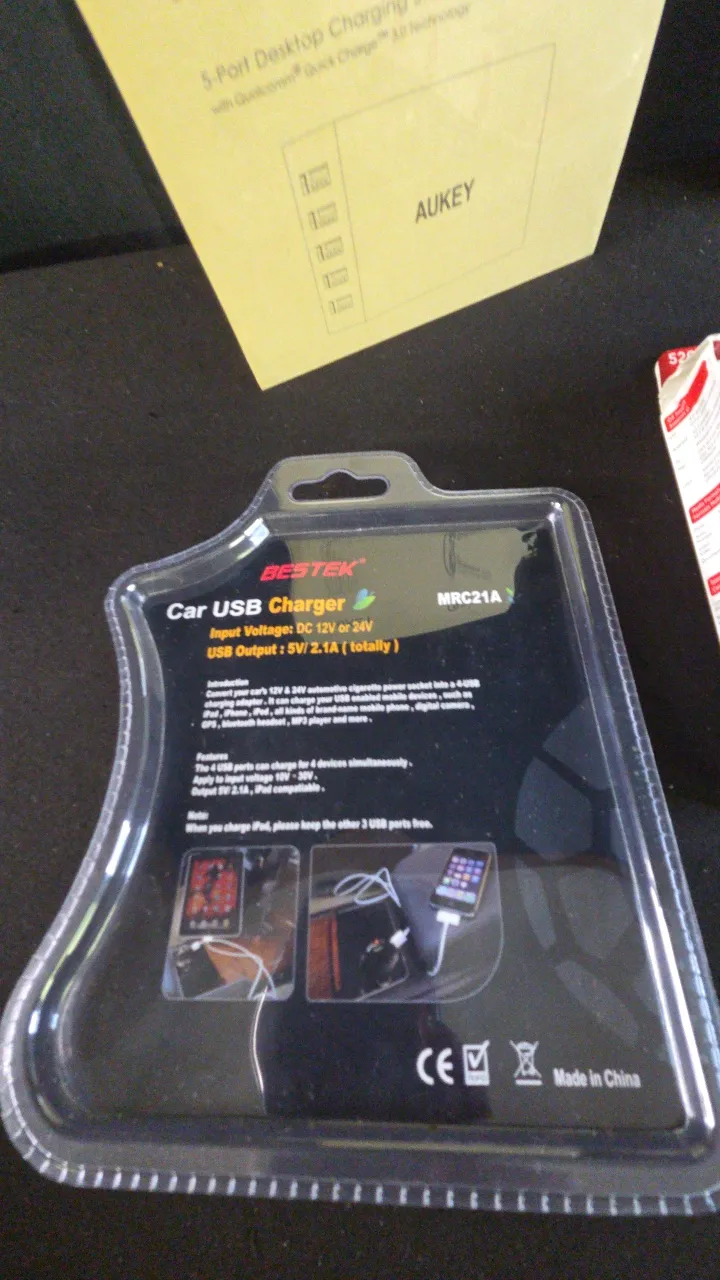 5-Port Desktop Charging
with Qualcomm® Quick Charge™ 3.0 Technology
AUKEY
BESTEK®
Car USB Charger
MRC21A
Input Voltage: DC 12V or 24V
USB Output : 5V/ 2.1A ( totally )
Introduction
Convert your car's 12V & 24V automotive cigarette power socket into a 4-USB
charging adapter . It can charge your USB enabled mobile devices , such as
iPad , iPhone , iPod , all kinds of brand-name mobile phone , digital camera ,
GPS , bluetooth headset , MP3 player and more .
Features
The 4 USB ports can charge for 4 devices simultaneously .
Apply to input voltage 10V - 30V .
Output 5V/ 2.1A , iPad compatiable .
Note:
When you charge iPad, please keep the other 3 USB ports free.
CE
Made in China